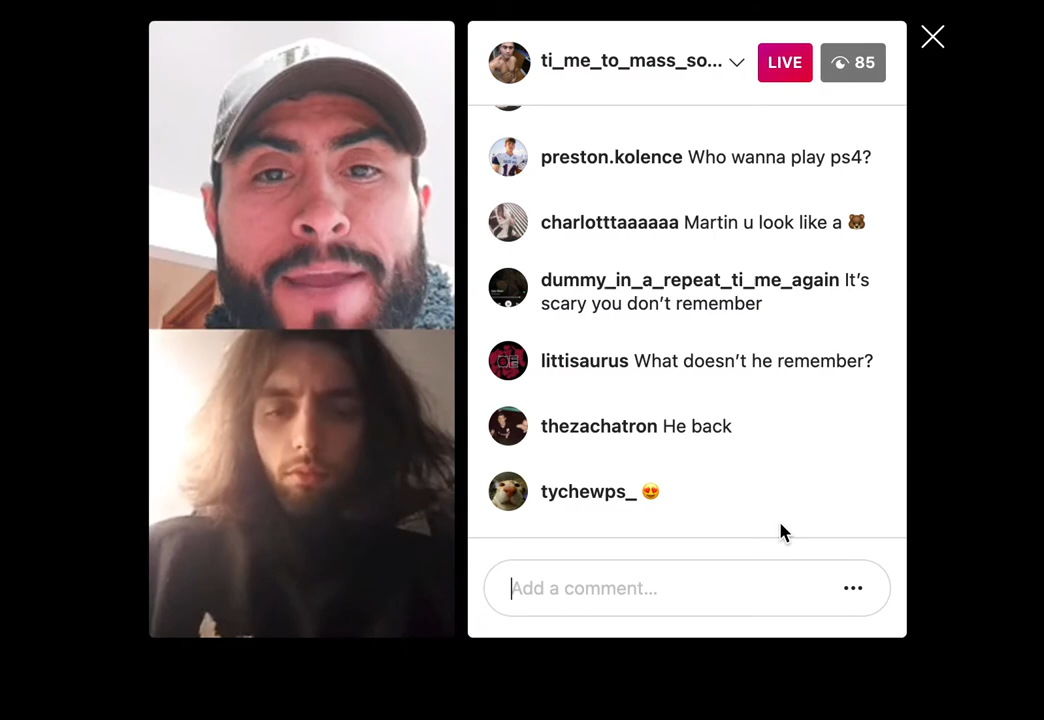 ti_me_to_mass_so...
LIVE
85
preston.kolence Who wanna play ps4?
charlotttaaaaaa Martin u look like a 🐻
dummy_in_a_repeat_ti_me_again It’s
scary you don’t remember
littisaurus What doesn’t he remember?
thezachatron He back
tychewps_ 😍
Add a comment...